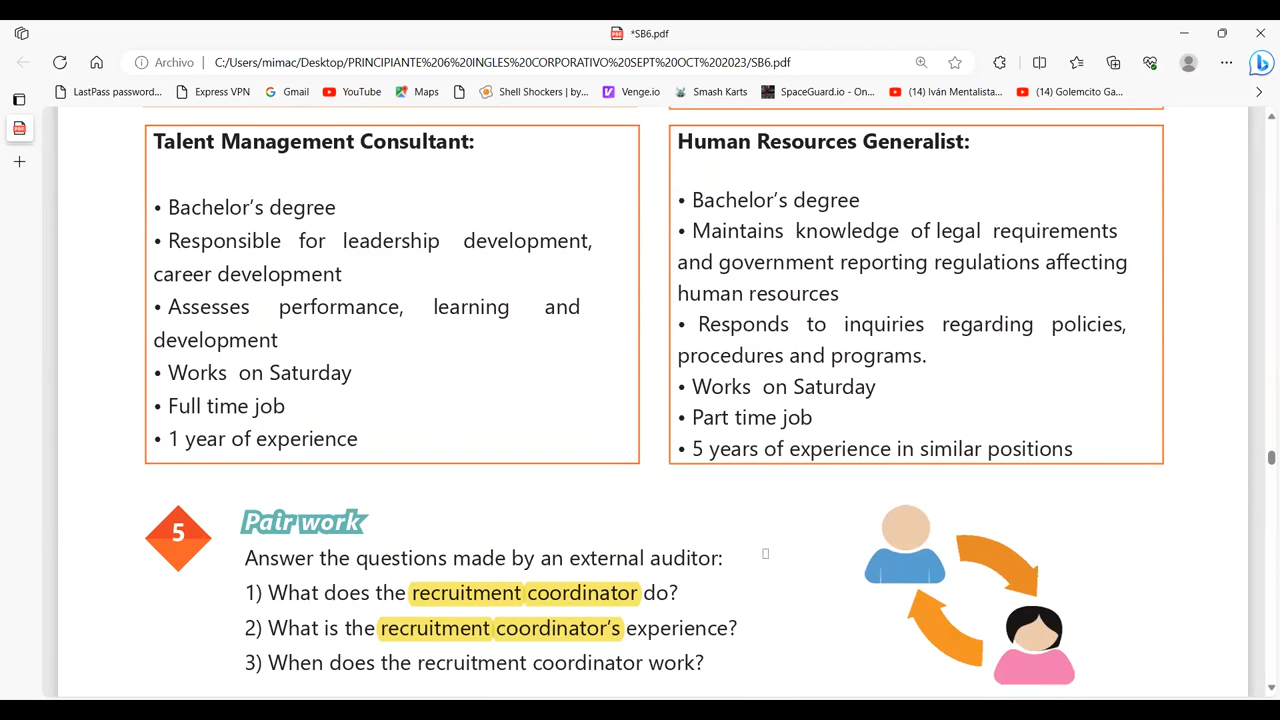 *SB6.pdf
Archivo
C:/Users/mimac/Desktop/PRINCIPIANTE%206%20INGLES%20CORPORATIVO%20SEPT%20OCT%202023/SB6.pdf
LastPass password...
Express VPN
Gmail
YouTube
Maps
Shell Shockers | by...
Venge.io
Smash Karts
SpaceGuard.io - On...
(14) Iván Mentalista...
(14) Golemcito Ga...
Talent Management Consultant:
• Bachelor's degree
• Responsible for leadership development,
career development
• Assesses performance, learning and
development
• Works on Saturday
• Full time job
• 1 year of experience
Human Resources Generalist:
• Bachelor's degree
• Maintains knowledge of legal requirements
and government reporting regulations affecting
human resources
• Responds to inquiries regarding policies,
procedures and programs.
• Works on Saturday
• Part time job
• 5 years of experience in similar positions
5
Pair work
Answer the questions made by an external auditor:
1) What does the recruitment coordinator do?
2) What is the recruitment coordinator's experience?
3) When does the recruitment coordinator work?